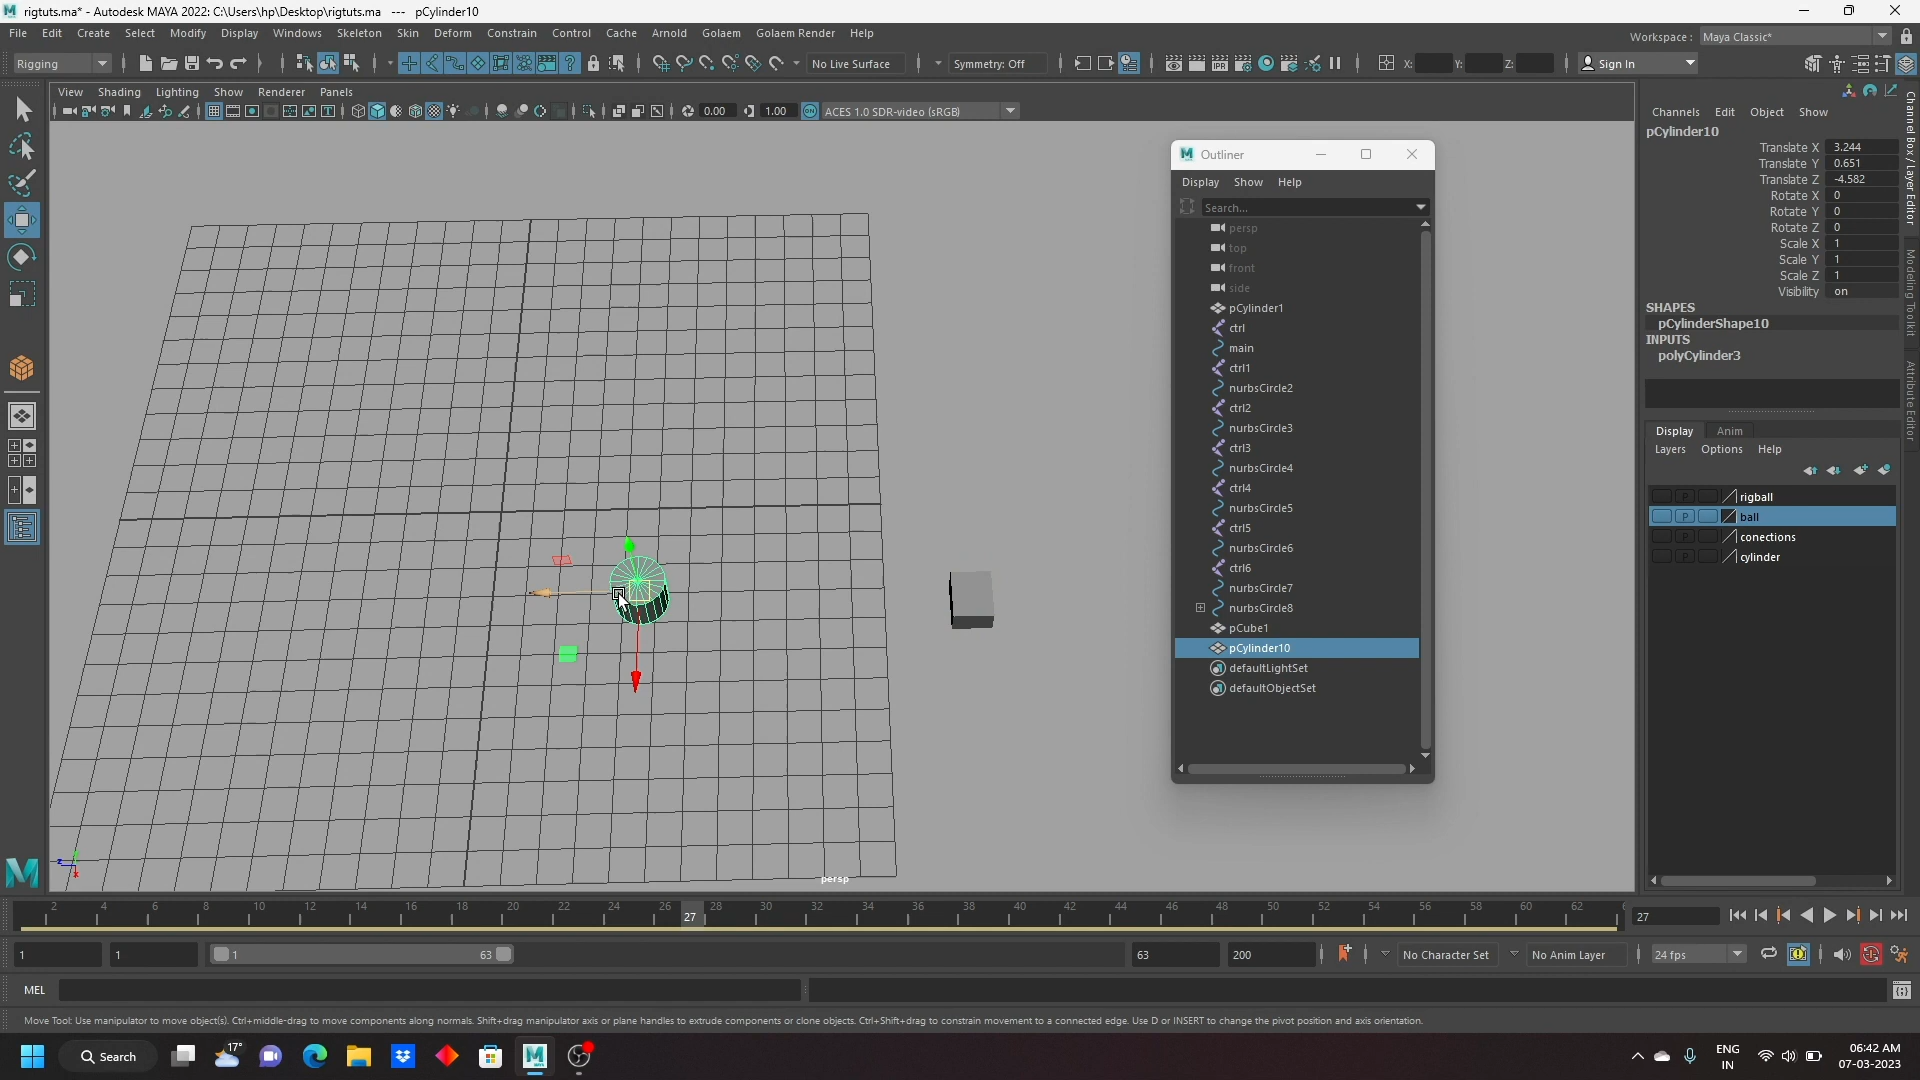 rigtuts.ma* - Autodesk MAYA 2022: C:\Users\hp\Desktop\rigtuts.ma --- pCylinder10
File Edit Create Select Modify Display Windows Skeleton Skin Deform Constrain Control Cache Arnold Golaem Golaem Render Help
Workspace : Maya Classic*
Rigging No Live Surface Symmetry: Off IPR X: Y: Z: Sign In
View Shading Lighting Show Renderer Panels
0.00 1.00 ON ACES 1.0 SDR-video (sRGB)
Channels Edit Object Show
pCylinder10
Translate X 3.244
Translate Y 0.651
Translate Z -4.582
Rotate X 0
Rotate Y 0
Rotate Z 0
Scale X 1
Scale Y 1
Scale Z 1
Visibility on
SHAPES
pCylinderShape10
INPUTS
polyCylinder3
Channel Box / Layer Editor
Modeling Toolkit
Attribute Editor
Outliner
Display Show Help
Search...
persp
top
front
side
pCylinder1
ctrl
main
ctrl1
nurbsCircle2
ctrl2
nurbsCircle3
ctrl3
nurbsCircle4
ctrl4
nurbsCircle5
ctrl5
nurbsCircle6
ctrl6
nurbsCircle7
nurbsCircle8
pCube1
pCylinder10
defaultLightSet
defaultObjectSet
Display Anim
Layers Options Help
P rigball
P ball
P conections
P cylinder
y
z
x
persp
2 4 6 8 10 12 14 16 18 20 22 24 26 27 28 30 32 34 36 38 40 42 44 46 48 50 52 54 56 58 60 62 27
1 1 1 63 63 200 No Character Set No Anim Layer 24 fps
MEL
Move Tool: Use manipulator to move object(s). Ctrl+middle-drag to move components along normals. Shift+drag manipulator axis or plane handles to extrude components or clone objects. Ctrl+Shift+drag to constrain movement to a connected edge. Use D or INSERT to change the pivot position and axis orientation.
Search 17° ENG IN 06:42 AM 07-03-2023